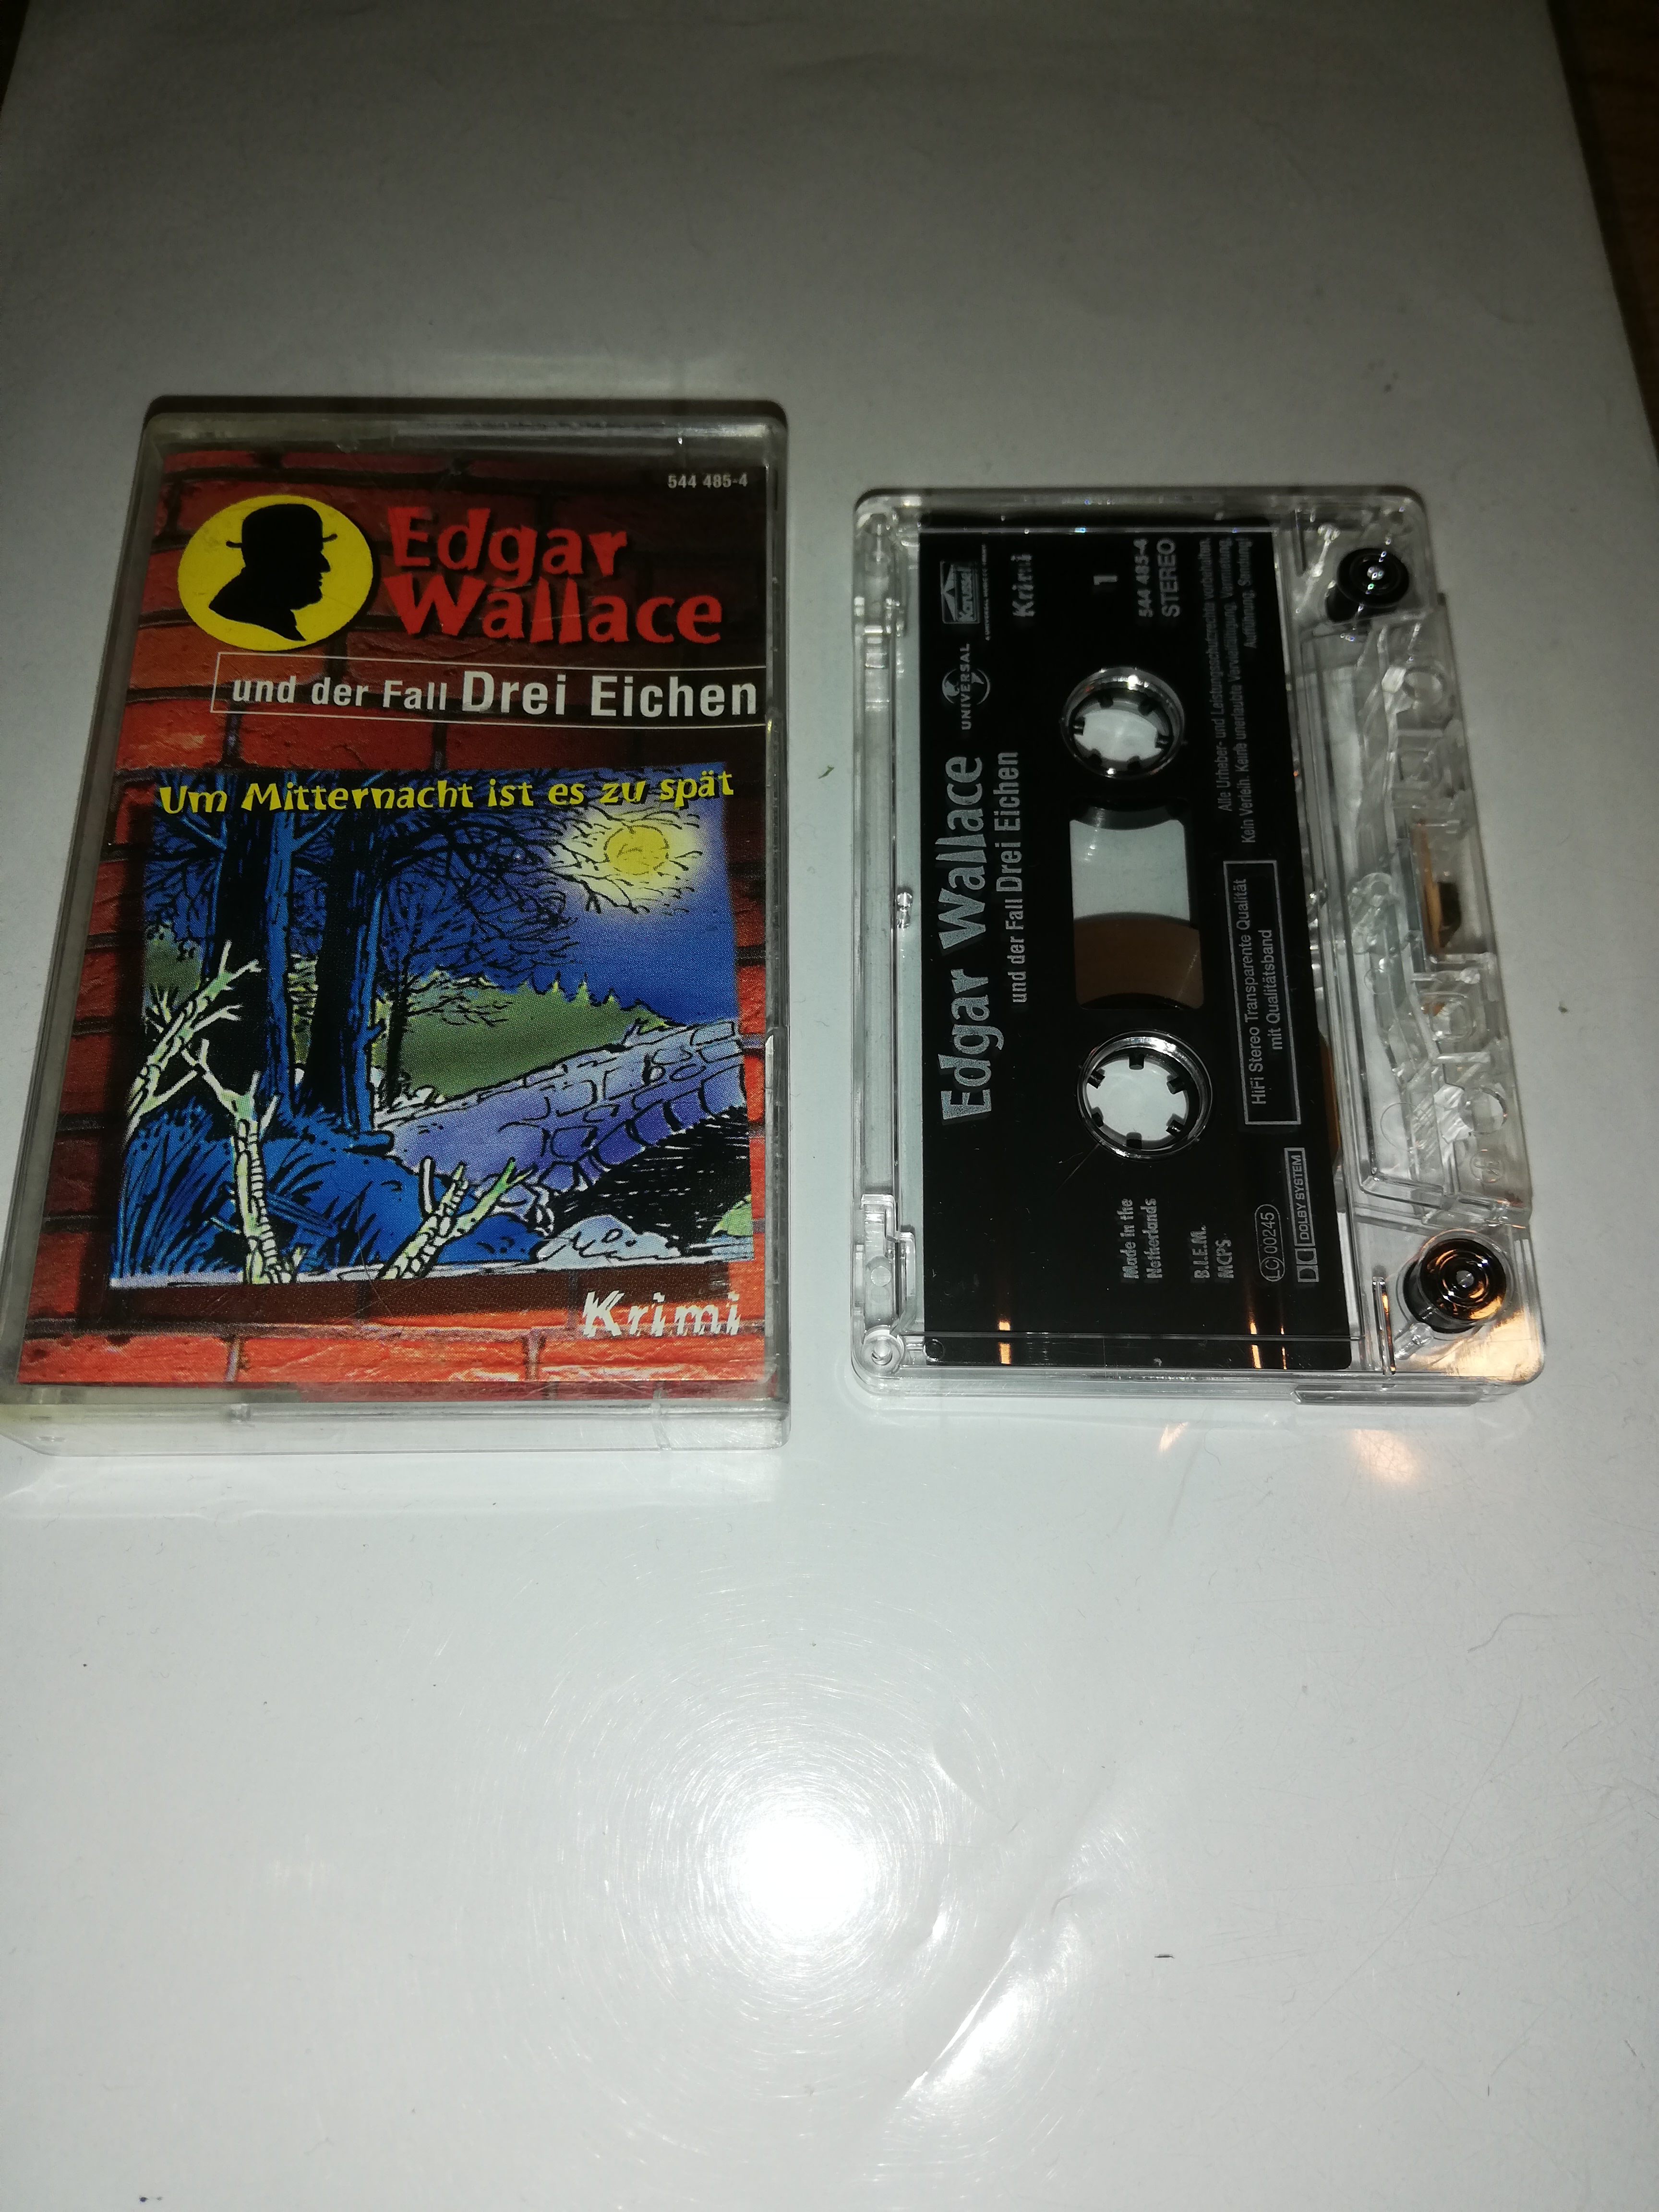 544 485-4
Edgar
Wallace
und der Fall Drei Eichen
Um Mitternacht ist es zu spät
Krimi
Karussell
Krimi
UNIVERSAL
Edgar Wallace
und der Fall Drei Eichen
1
544 485-4
STEREO
Made in the
Netherlands
B.I.E.M.
MCPS
Alle Urheber- und Leistungsschutzrechte vorbehalten.
Kein Verleih. Keine unerlaubte Vervielfältigung, Vermietung,
Aufführung, Sendung!
HiFi Stereo Transparente Qualität
mit Qualitätsband
LC 00245
DOLBY SYSTEM